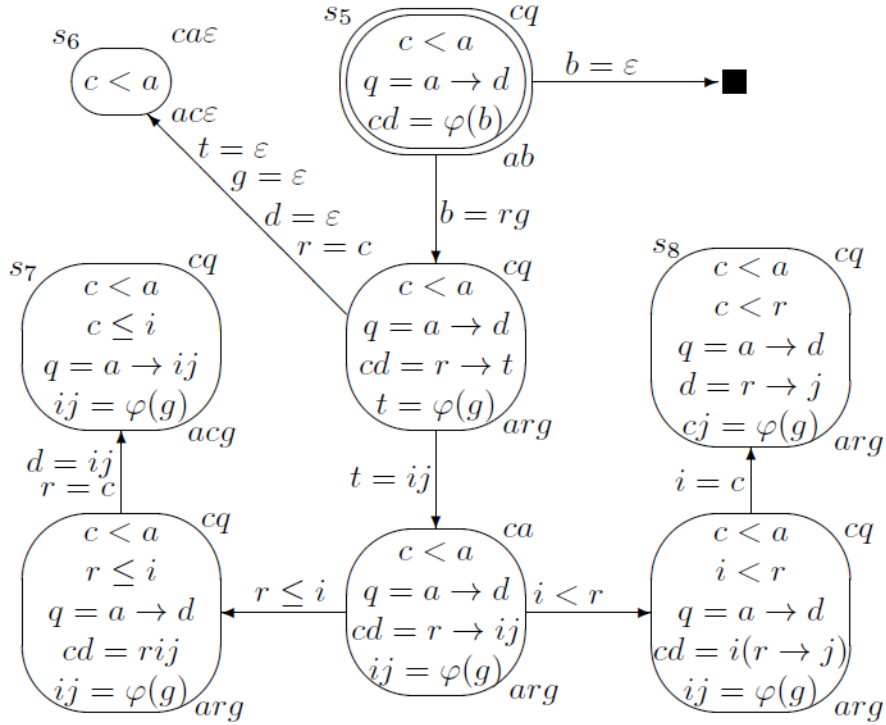 s₆
caε
c < a
acε
s₅
cq
c < a
q = a → d
cd = φ(b)
ab
b = ε
t = ε
g = ε
d = ε
r = c
b = rg
s₇
cq
c < a
c ≤ i
q = a → ij
ij = φ(g)
acg
cq
c < a
q = a → d
cd = r → t
t = φ(g)
arg
s₈
cq
c < a
c < r
q = a → d
d = r → j
cj = φ(g)
arg
d = ij
r = c
t = ij
i = c
cq
c < a
r ≤ i
q = a → d
cd = rij
ij = φ(g)
arg
r ≤ i
ca
c < a
q = a → d
cd = r → ij
ij = φ(g)
arg
i < r
cq
c < a
i < r
q = a → d
cd = i(r → j)
ij = φ(g)
arg